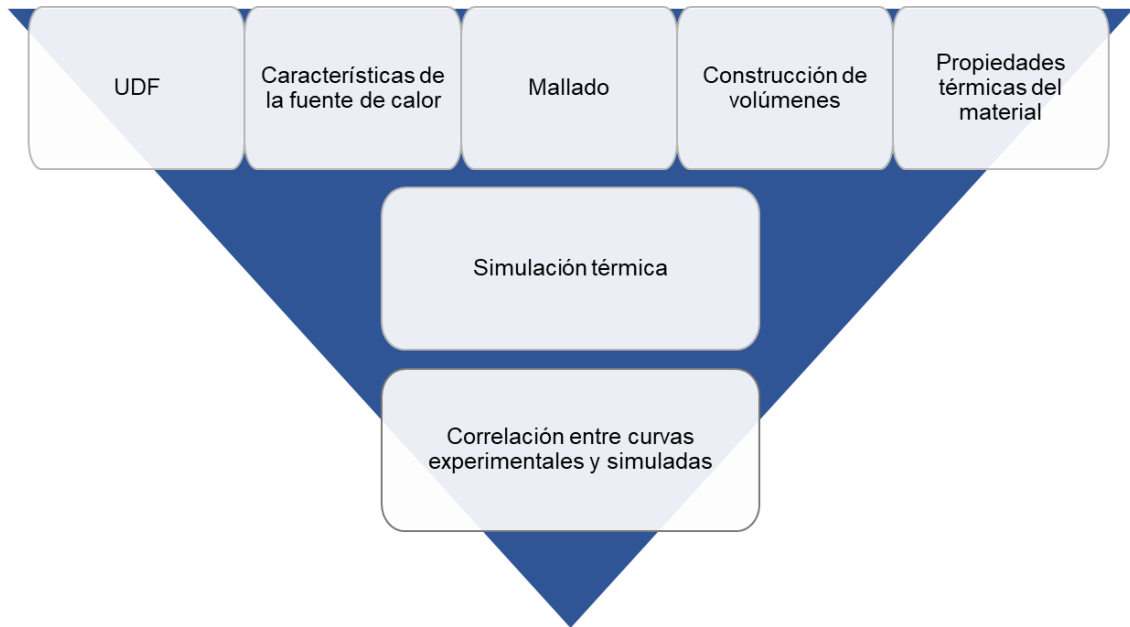 UDF
Características de
la fuente de calor
Mallado
Construcción de
volúmenes
Propiedades
térmicas del
material
Simulación térmica
Correlación entre curvas
experimentales y simuladas